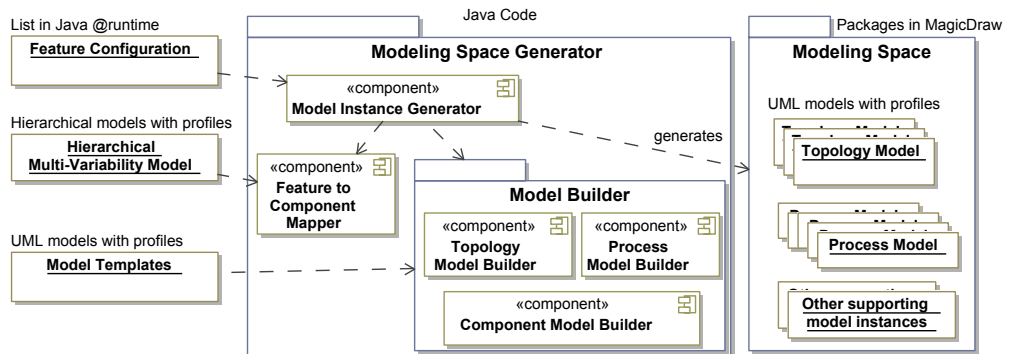 List in Java @runtime
Feature Configuration
Hierarchical models with profiles
Hierarchical
Multi-Variability Model
UML models with profiles
Model Templates
Java Code
Modeling Space Generator
«component»
Model Instance Generator
«component»
Feature to
Component
Mapper
Model Builder
«component»
Topology
Model Builder
«component»
Process
Model Builder
«component»
Component Model Builder
generates
Packages in MagicDraw
Modeling Space
UML models with profiles
Topology Model
Process Model
Other supporting
model instances